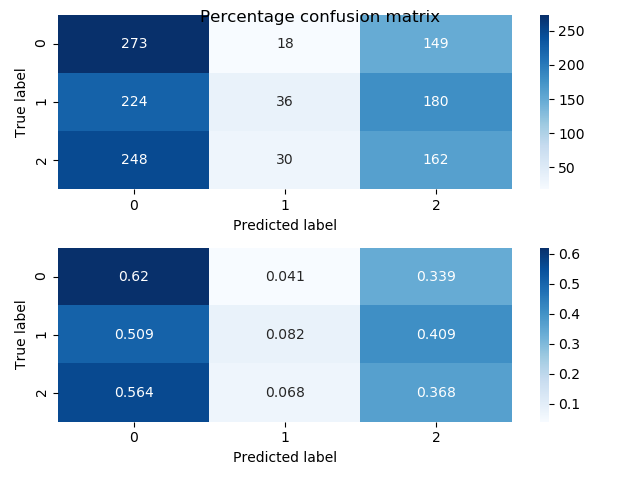 Percentage confusion matrix
True label
0 273 18 149
1 224 36 180
2 248 30 162
0 1 2
Predicted label
250
200
150
100
50
True label
0 0.62 0.041 0.339
1 0.509 0.082 0.409
2 0.564 0.068 0.368
0 1 2
Predicted label
0.6
0.5
0.4
0.3
0.2
0.1